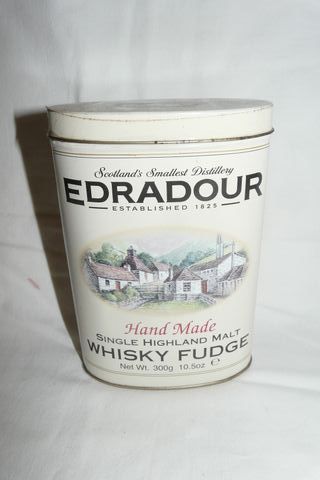 Scotland's Smallest Distillery
EDRADOUR
ESTABLISHED 1825
Hand Made
SINGLE HIGHLAND MALT
WHISKY FUDGE
Net Wt. 300g 10.5oz ℮